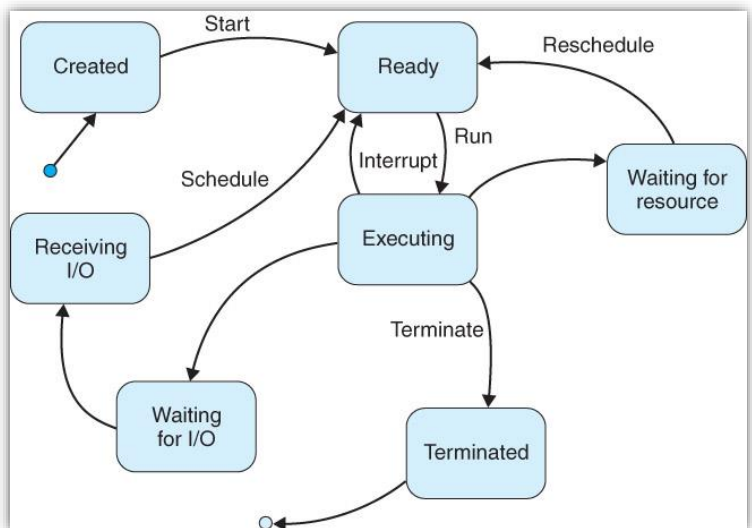 Start
Created
Ready
Reschedule
Run
Interrupt
Schedule
Waiting for
resource
Receiving
I/O
Executing
Terminate
Waiting
for I/O
Terminated